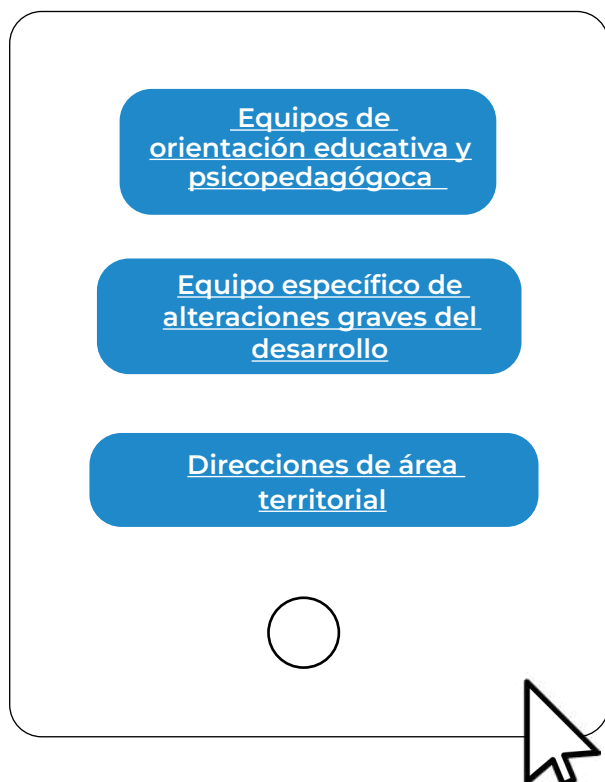 Equipos de
orientación educativa y
psicopedagógoca
Equipo específico de
alteraciones graves del
desarrollo
Direcciones de área
territorial